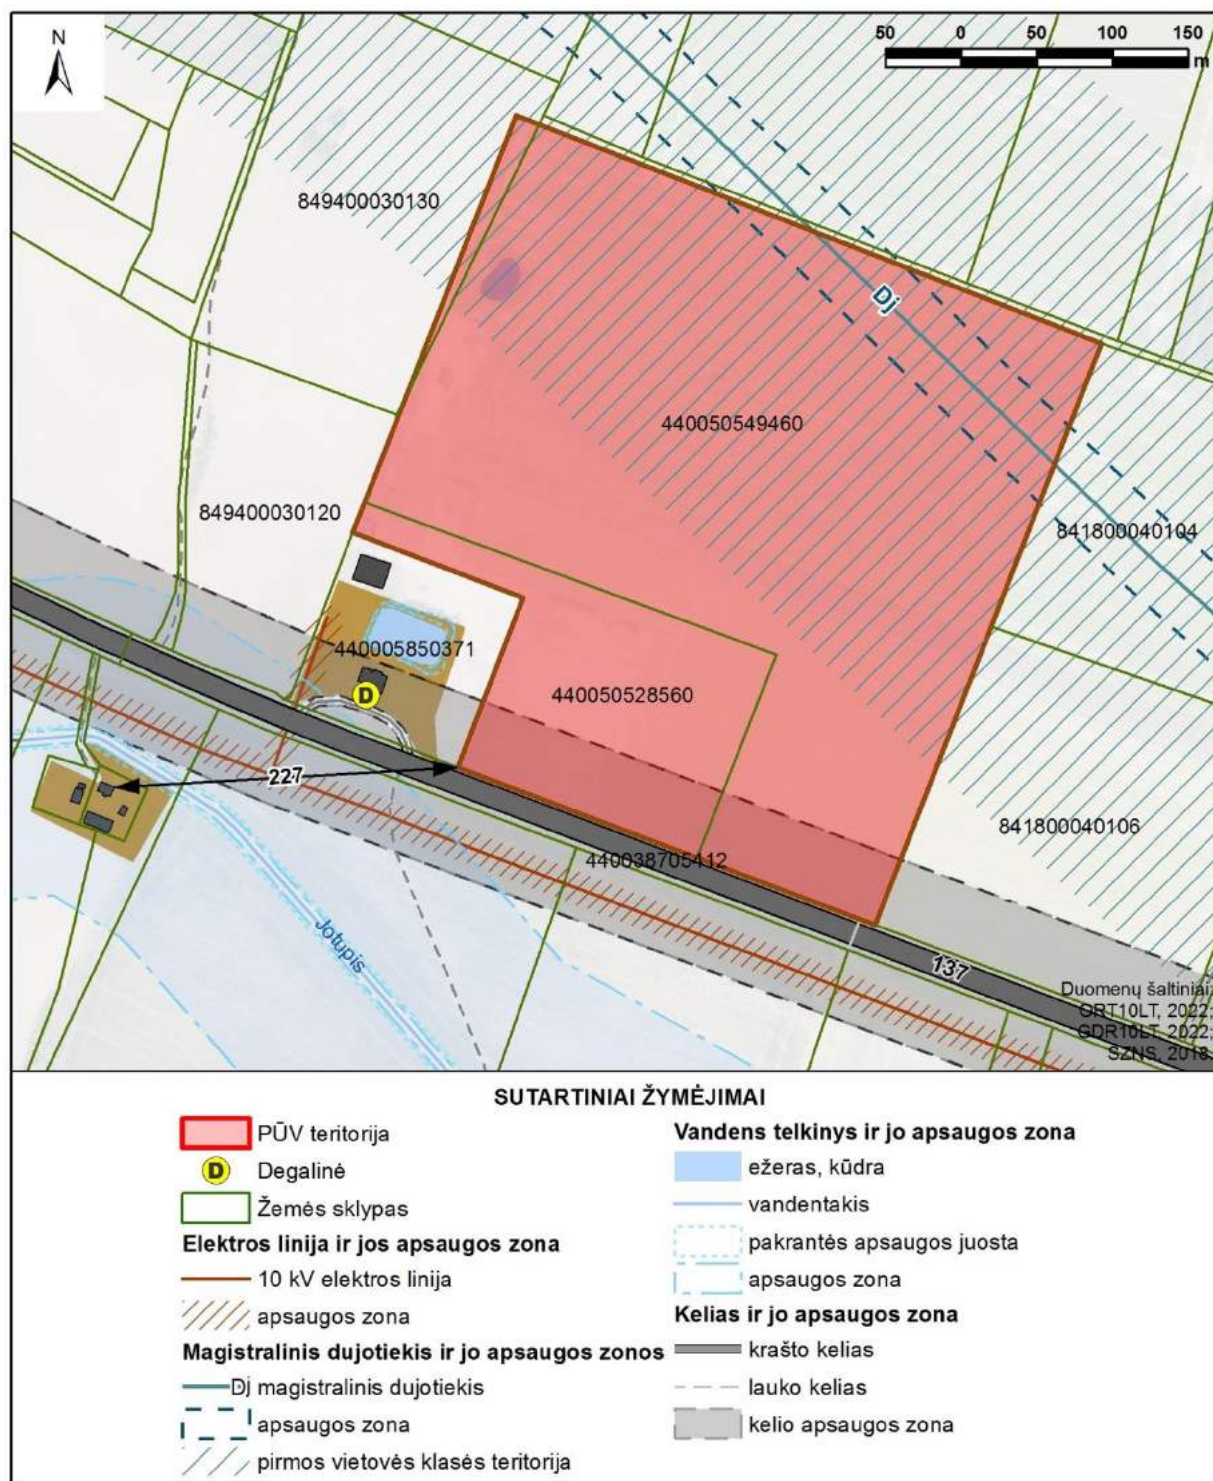 N
50 0 50 100 150
m
849400030130
Dj
440050549460
849400030120
841800040104
440005850371
D
440050528560
227
841800040106
440038705412
Jotupis
137
Duomenų šaltiniai:
ORT10LT, 2022;
GDR10LT, 2022;
SŽNS, 2018.
SUTARTINIAI ŽYMĖJIMAI
PŪV teritorija
D Degalinė
Žemės sklypas
Elektros linija ir jos apsaugos zona
10 kV elektros linija
apsaugos zona
Magistralinis dujotiekis ir jo apsaugos zonos
Dj magistralinis dujotiekis
apsaugos zona
pirmos vietovės klasės teritorija
Vandens telkinys ir jo apsaugos zona
ežeras, kūdra
vandentakis
pakrantės apsaugos juosta
apsaugos zona
Kelias ir jo apsaugos zona
krašto kelias
lauko kelias
kelio apsaugos zona